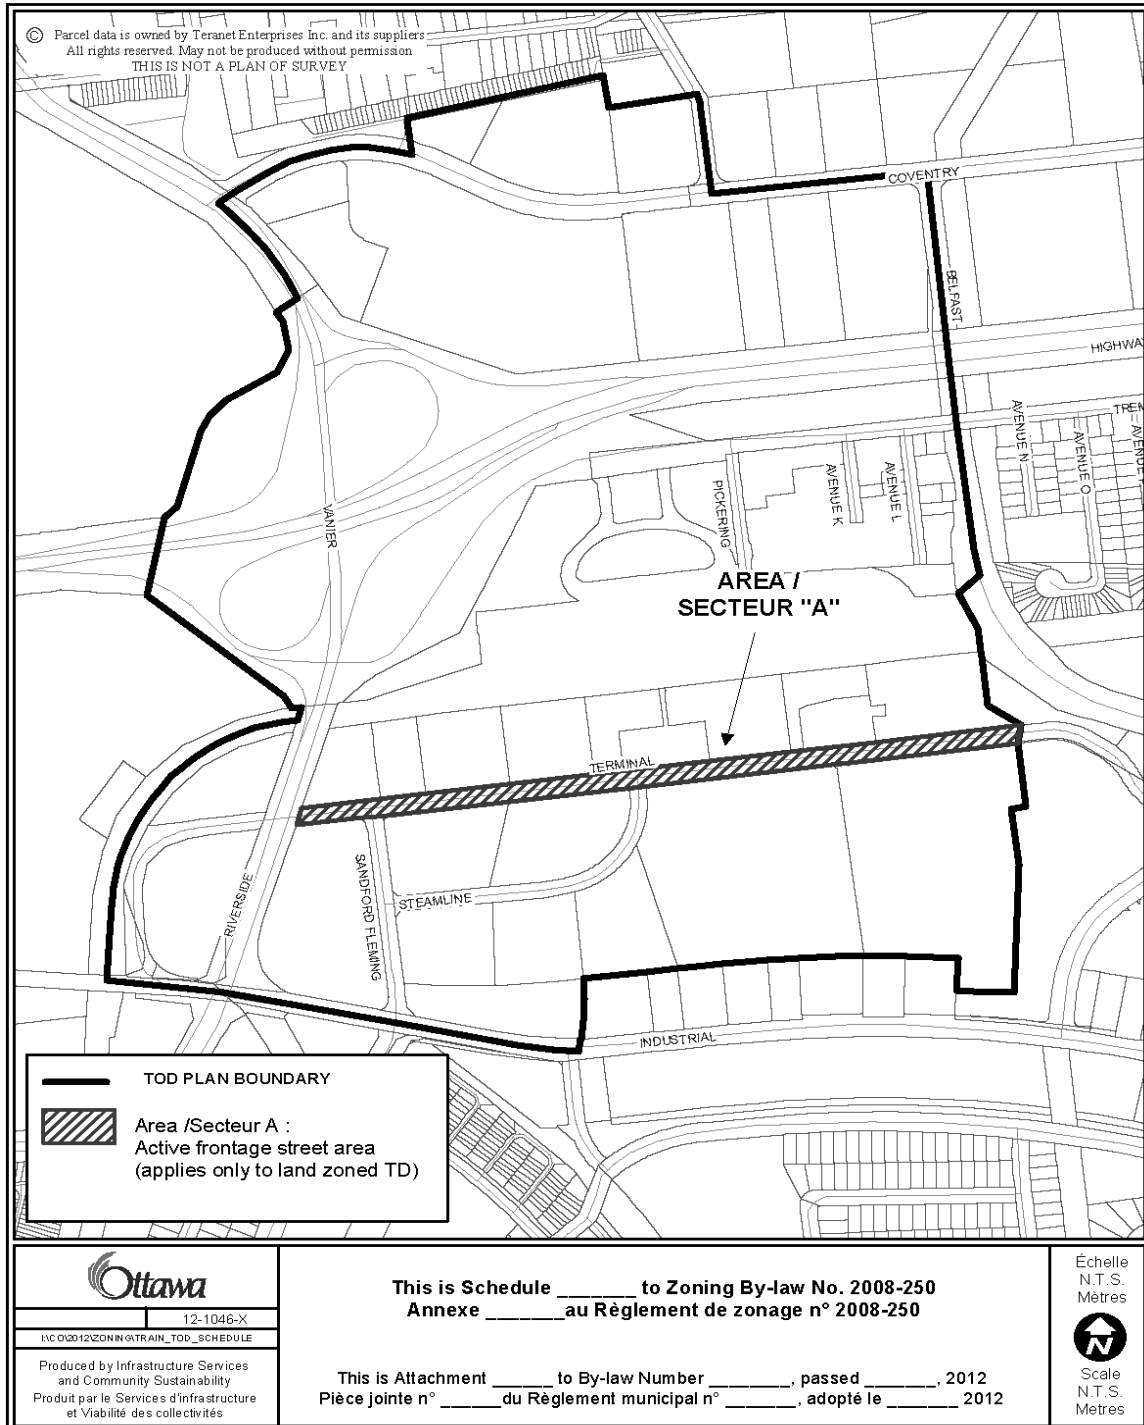 © Parcel data is owned by Teranet Enterprises Inc. and its suppliers
All rights reserved. May not be produced without permission
THIS IS NOT A PLAN OF SURVEY
COVENTRY
BELFAST
HIGHWA
TREM
AVENUE N
AVENUE O
AVENUE
VANIER
PICKERING
AVENUE K
AVENUE L
AREA /
SECTEUR "A"
TERMINAL
RIVERSIDE
SANDFORD FLEMING
STEAMLINE
INDUSTRIAL
TOD PLAN BOUNDARY
Area /Secteur A :
Active frontage street area
(applies only to land zoned TD)
Ottawa
12-1046-X
I:\CO\2012\ZONING\TRAIN_TOD_SCHEDULE
Produced by Infrastructure Services
and Community Sustainability
Produit par le Services d'infrastructure
et Viabilité des collectivités
This is Schedule _______ to Zoning By-law No. 2008-250
Annexe _______au Règlement de zonage n° 2008-250
This is Attachment ______ to By-law Number ________, passed _______, 2012
Pièce jointe n° ______du Règlement municipal n° _______, adopté le _______ 2012
Échelle
N.T.S.
Mètres
N
Scale
N.T.S.
Metres